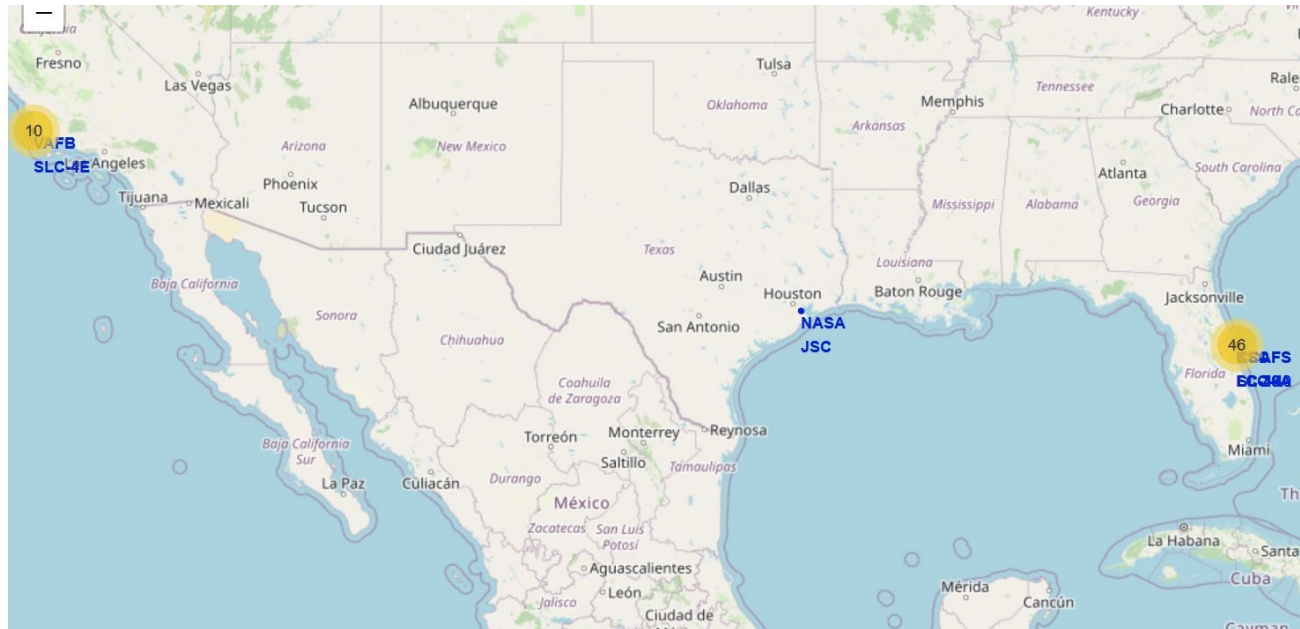 −
California
Kentucky
Fresno
Las Vegas
Tulsa
Rale
Albuquerque
Oklahoma
Memphis
Tennessee
Charlotte
North Ca
10
VAFB
SLC-4E
Los Angeles
Arizona
New Mexico
Arkansas
South Carolina
Phoenix
Dallas
Atlanta
Tijuana
Mexicali
Tucson
Mississippi
Alabama
Georgia
Ciudad Juárez
Texas
Louisiana
Baja California
Austin
Houston
Baton Rouge
Jacksonville
Sonora
San Antonio
NASA
JSC
Chihuahua
46
Florida
Coahuila
de Zaragoza
Torreón
Monterrey
Reynosa
Baja California
Sur
Saltillo
Tamaulipas
Miami
La Paz
Culiacán
Durango
México
Th
Zacatecas
San Luis
Potosí
La Habana
Santa
Aguascalientes
Cuba
León
Mérida
Cancún
Jalisco
Ciudad de
Cayman